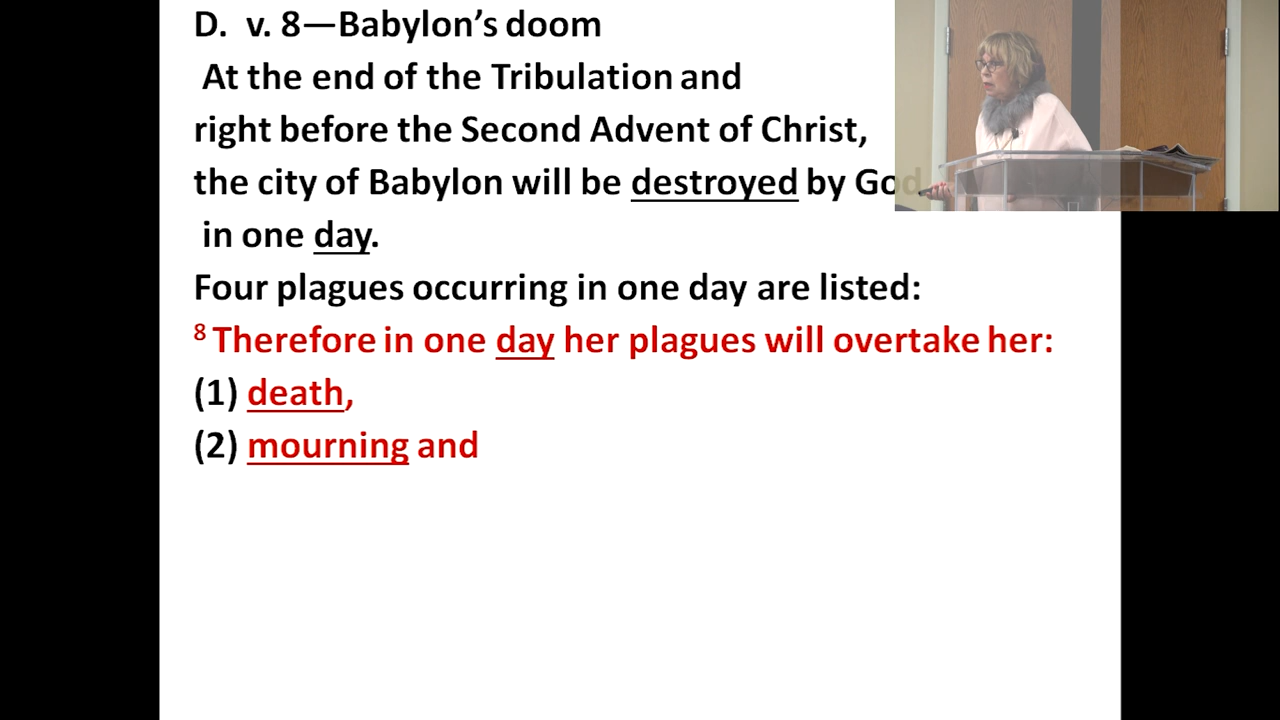 D. v. 8—Babylon's doom
At the end of the Tribulation and
right before the Second Advent of Christ,
the city of Babylon will be destroyed by God
in one day.
Four plagues occurring in one day are listed:
8 Therefore in one day her plagues will overtake her:
(1) death,
(2) mourning and